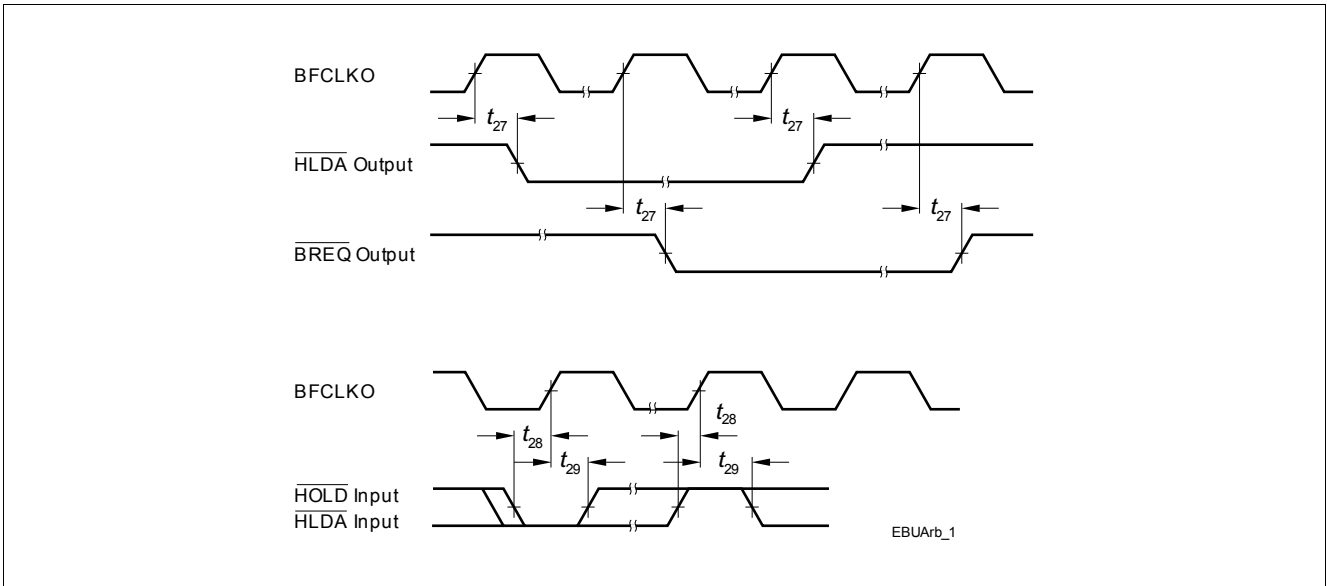 BFCLKO
t27 t27
HLDA Output
t27 t27
BREQ Output
BFCLKO
t28
t28
t29 t29
HOLD Input
HLDA Input
EBUArb_1